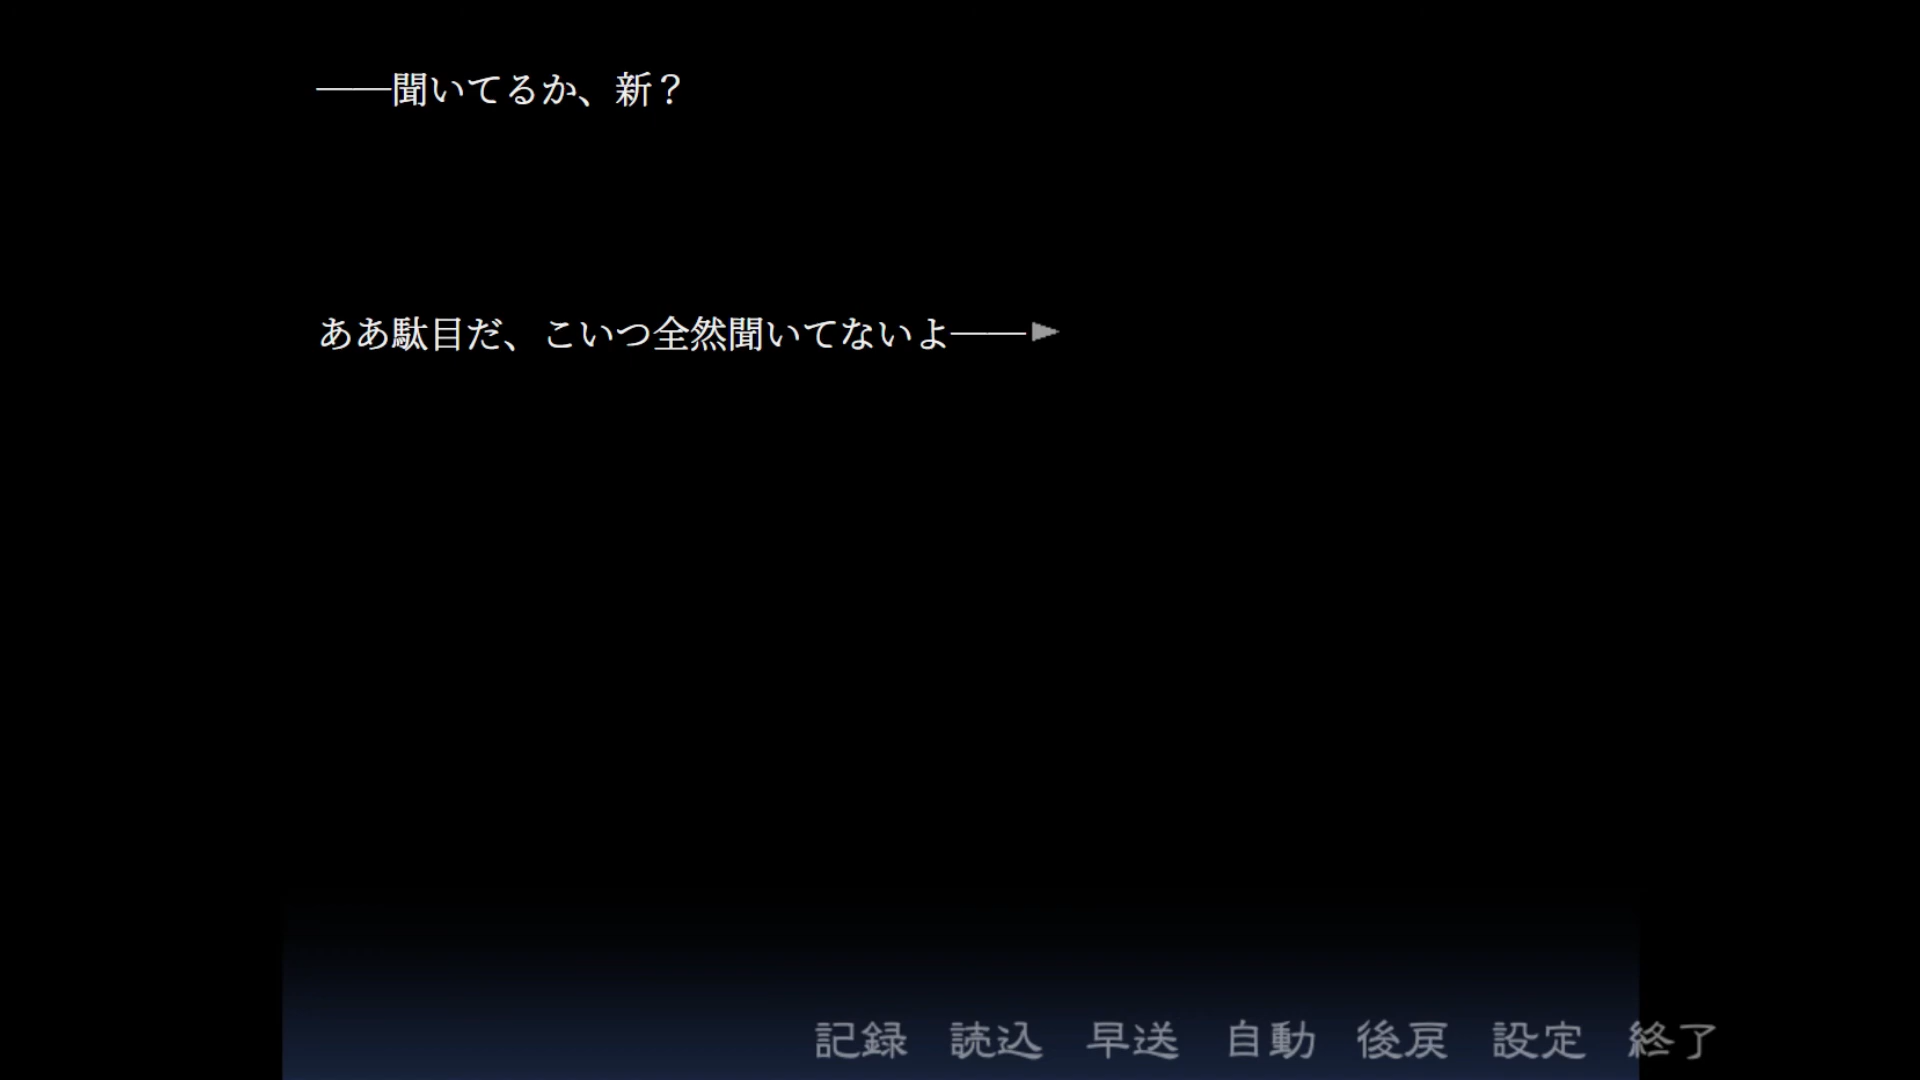 ――聞いてるか、新？
ああ駄目だ、こいつ全然聞いてないよ――
記録 読込 早送 自動 後戻 設定 終了